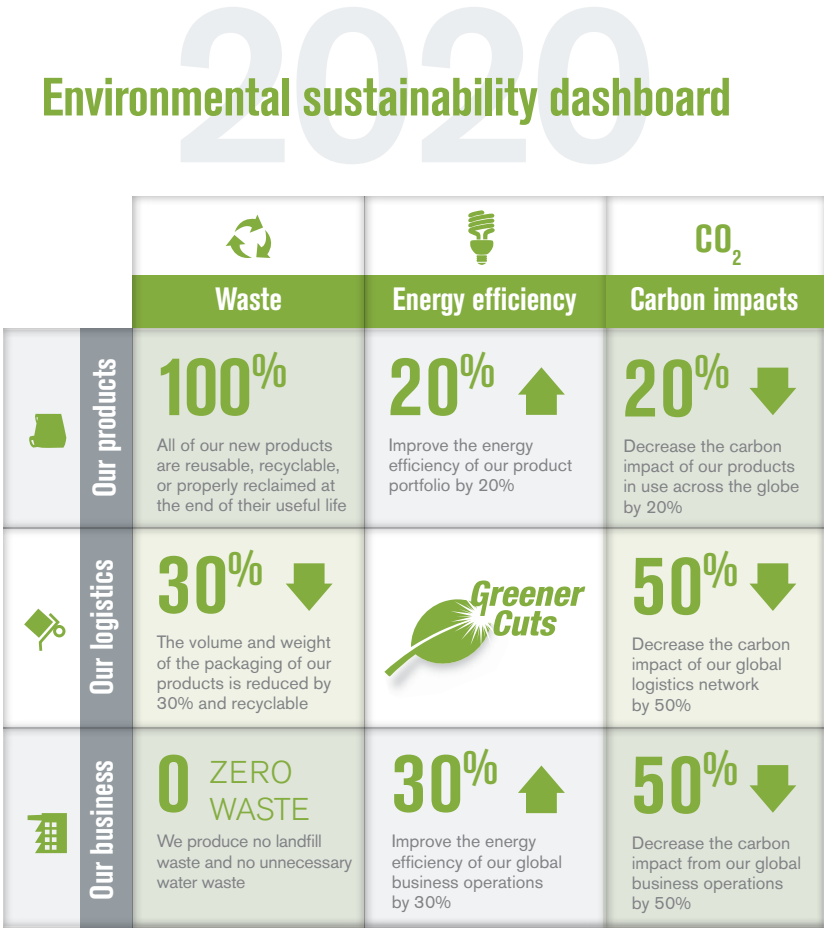 2020
Environmental sustainability dashboard
CO2
Waste
Energy efficiency
Carbon impacts
Our products
100%
All of our new products
are reusable, recyclable,
or properly reclaimed at
the end of their useful life
20%
Improve the energy
efficiency of our product
portfolio by 20%
20%
Decrease the carbon
impact of our products
in use across the globe
by 20%
Our logistics
30%
The volume and weight
of the packaging of our
products is reduced by
30% and recyclable
Greener
Cuts
50%
Decrease the carbon
impact of our global
logistics network
by 50%
Our business
0 ZERO
WASTE
We produce no landfill
waste and no unnecessary
water waste
30%
Improve the energy
efficiency of our global
business operations
by 30%
50%
Decrease the carbon
impact from our global
business operations
by 50%